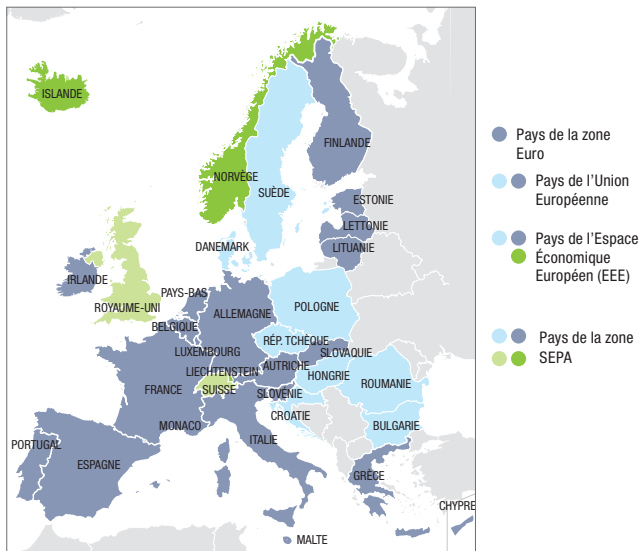 ISLANDE
FINLANDE
NORVÈGE
SUÈDE
ESTONIE
LETTONIE
LITUANIE
DANEMARK
IRLANDE
ROYAUME-UNI
PAYS-BAS
BELGIQUE
ALLEMAGNE
POLOGNE
RÉP. TCHÈQUE
SLOVAQUIE
LUXEMBOURG
LIECHTENSTEIN
AUTRICHE
HONGRIE
ROUMANIE
FRANCE
SUISSE
SLOVÉNIE
CROATIE
BULGARIE
MONACO
ITALIE
PORTUGAL
ESPAGNE
GRÈCE
CHYPRE
MALTE
Pays de la zone
Euro
Pays de l'Union
Européenne
Pays de l'Espace
Économique
Européen (EEE)
Pays de la zone
SEPA